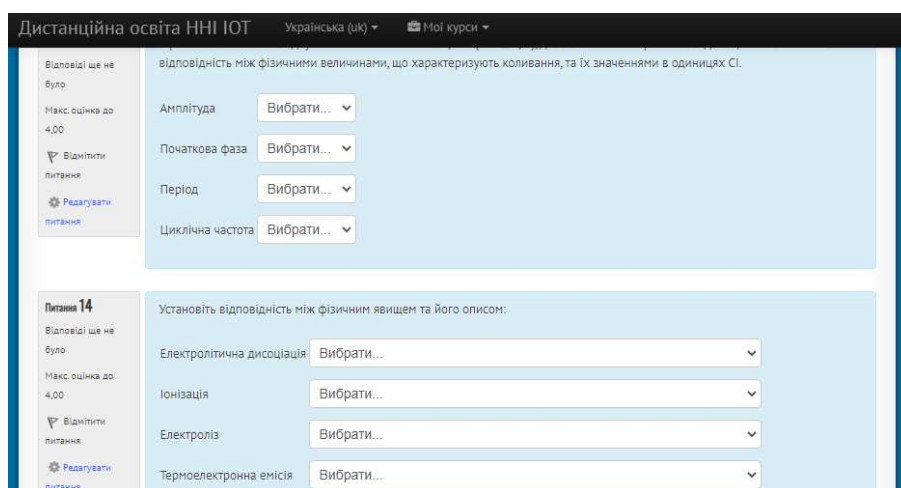 Дистанційна освіта ННІ ІОТ Українська (uk) Мої курси
Відповіді ще не
було
Макс. оцінка до
4,00
Відмітити
питання
Редагувати
питання
відповідність між фізичними величинами, що характеризують коливання, та їх значеннями в одиницях СІ.
Амплітуда Вибрати...
Початкова фаза Вибрати...
Період Вибрати...
Циклічна частота Вибрати...
Питання 14
Відповіді ще не
було
Макс. оцінка до
4,00
Відмітити
питання
Редагувати
питання
Установіть відповідність між фізичним явищем та його описом:
Електролітична дисоціація Вибрати...
Іонізація Вибрати...
Електроліз Вибрати...
Термоелектронна емісія Вибрати...